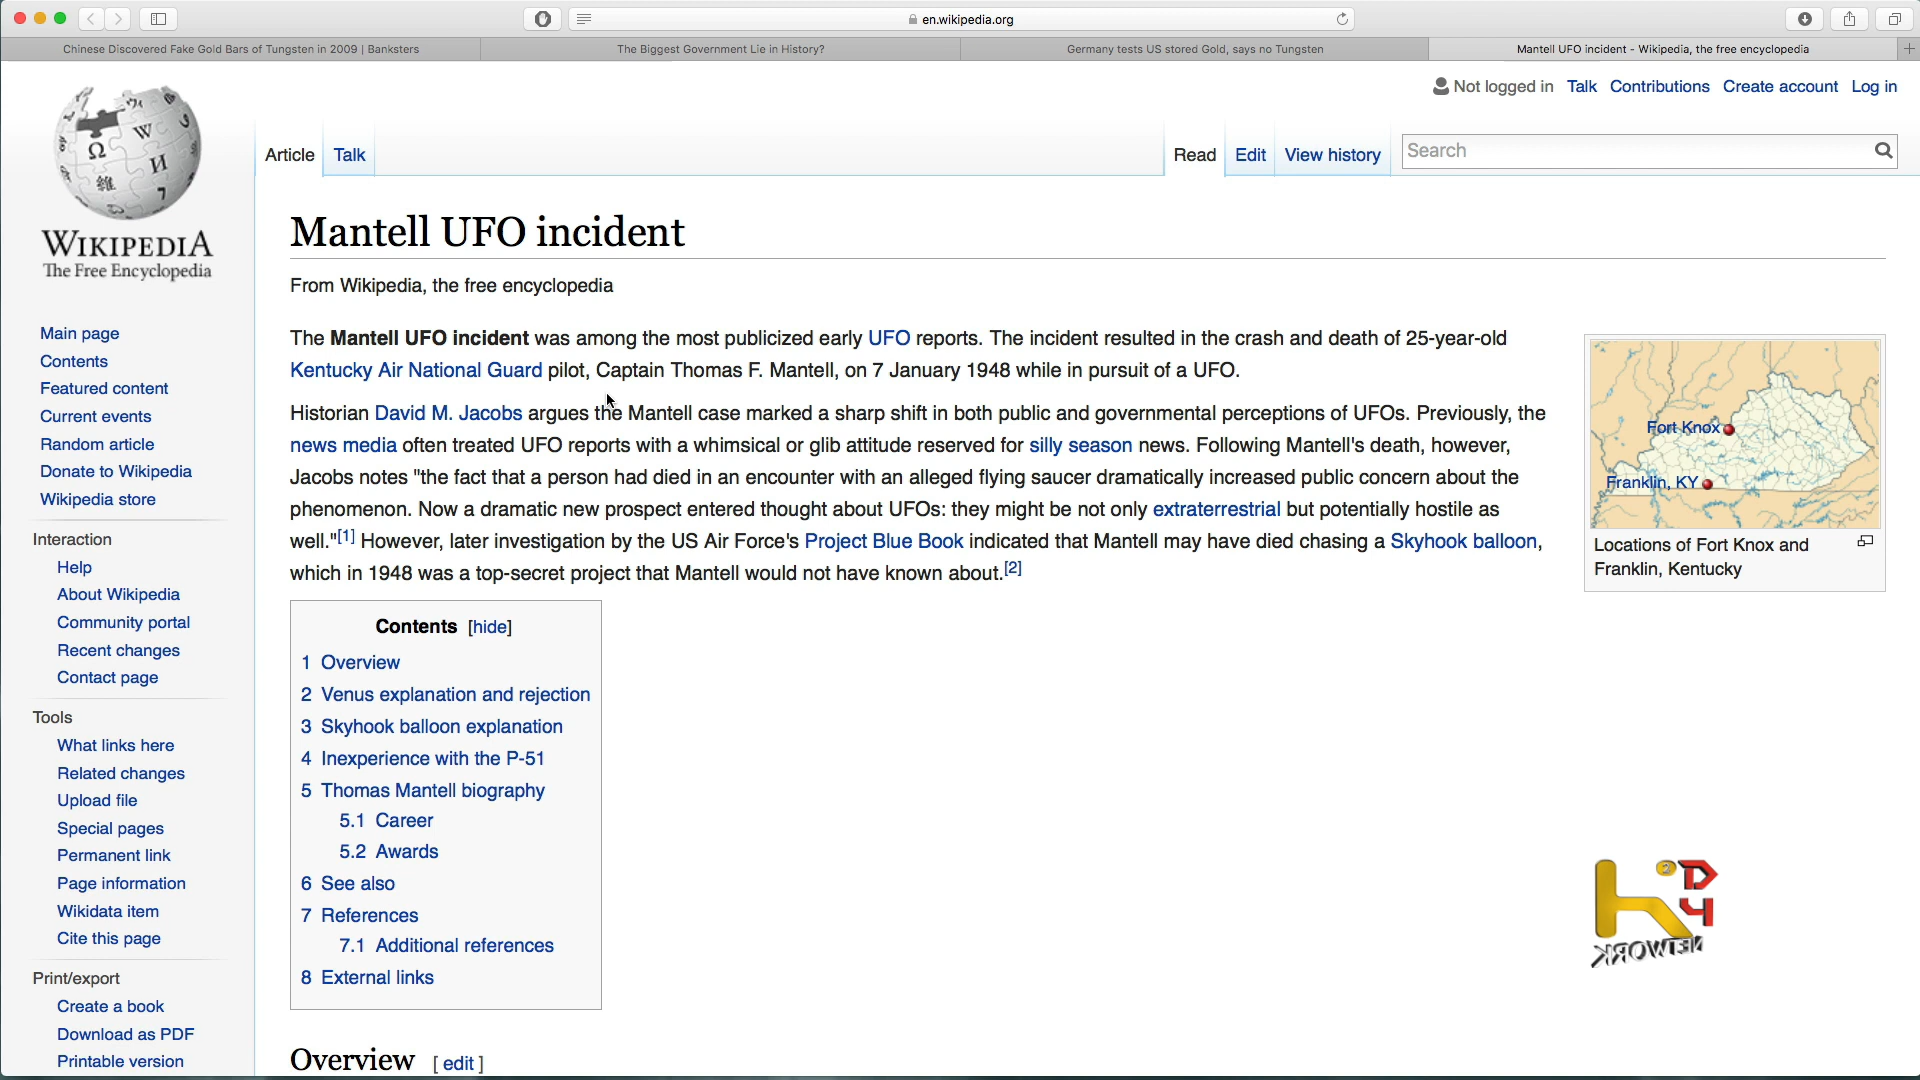 en.wikipedia.org
Chinese Discovered Fake Gold Bars of Tungsten in 2009 | Banksters
The Biggest Government Lie in History?
Germany tests US stored Gold, says no Tungsten
Mantell UFO incident - Wikipedia, the free encyclopedia
Not logged in Talk Contributions Create account Log in
Article Talk
Read Edit View history Search
WIKIPEDIA
The Free Encyclopedia
Main page
Contents
Featured content
Current events
Random article
Donate to Wikipedia
Wikipedia store
Interaction
Help
About Wikipedia
Community portal
Recent changes
Contact page
Tools
What links here
Related changes
Upload file
Special pages
Permanent link
Page information
Wikidata item
Cite this page
Print/export
Create a book
Download as PDF
Printable version
Mantell UFO incident
From Wikipedia, the free encyclopedia
The Mantell UFO incident was among the most publicized early UFO reports. The incident resulted in the crash and death of 25-year-old
Kentucky Air National Guard pilot, Captain Thomas F. Mantell, on 7 January 1948 while in pursuit of a UFO.
Historian David M. Jacobs argues the Mantell case marked a sharp shift in both public and governmental perceptions of UFOs. Previously, the
news media often treated UFO reports with a whimsical or glib attitude reserved for silly season news. Following Mantell's death, however,
Jacobs notes "the fact that a person had died in an encounter with an alleged flying saucer dramatically increased public concern about the
phenomenon. Now a dramatic new prospect entered thought about UFOs: they might be not only extraterrestrial but potentially hostile as
well."[1] However, later investigation by the US Air Force's Project Blue Book indicated that Mantell may have died chasing a Skyhook balloon,
which in 1948 was a top-secret project that Mantell would not have known about.[2]
Fort Knox
Franklin, KY
Locations of Fort Knox and
Franklin, Kentucky
Contents [hide]
1 Overview
2 Venus explanation and rejection
3 Skyhook balloon explanation
4 Inexperience with the P-51
5 Thomas Mantell biography
5.1 Career
5.2 Awards
6 See also
7 References
7.1 Additional references
8 External links
Overview [ edit ]
NETWORK